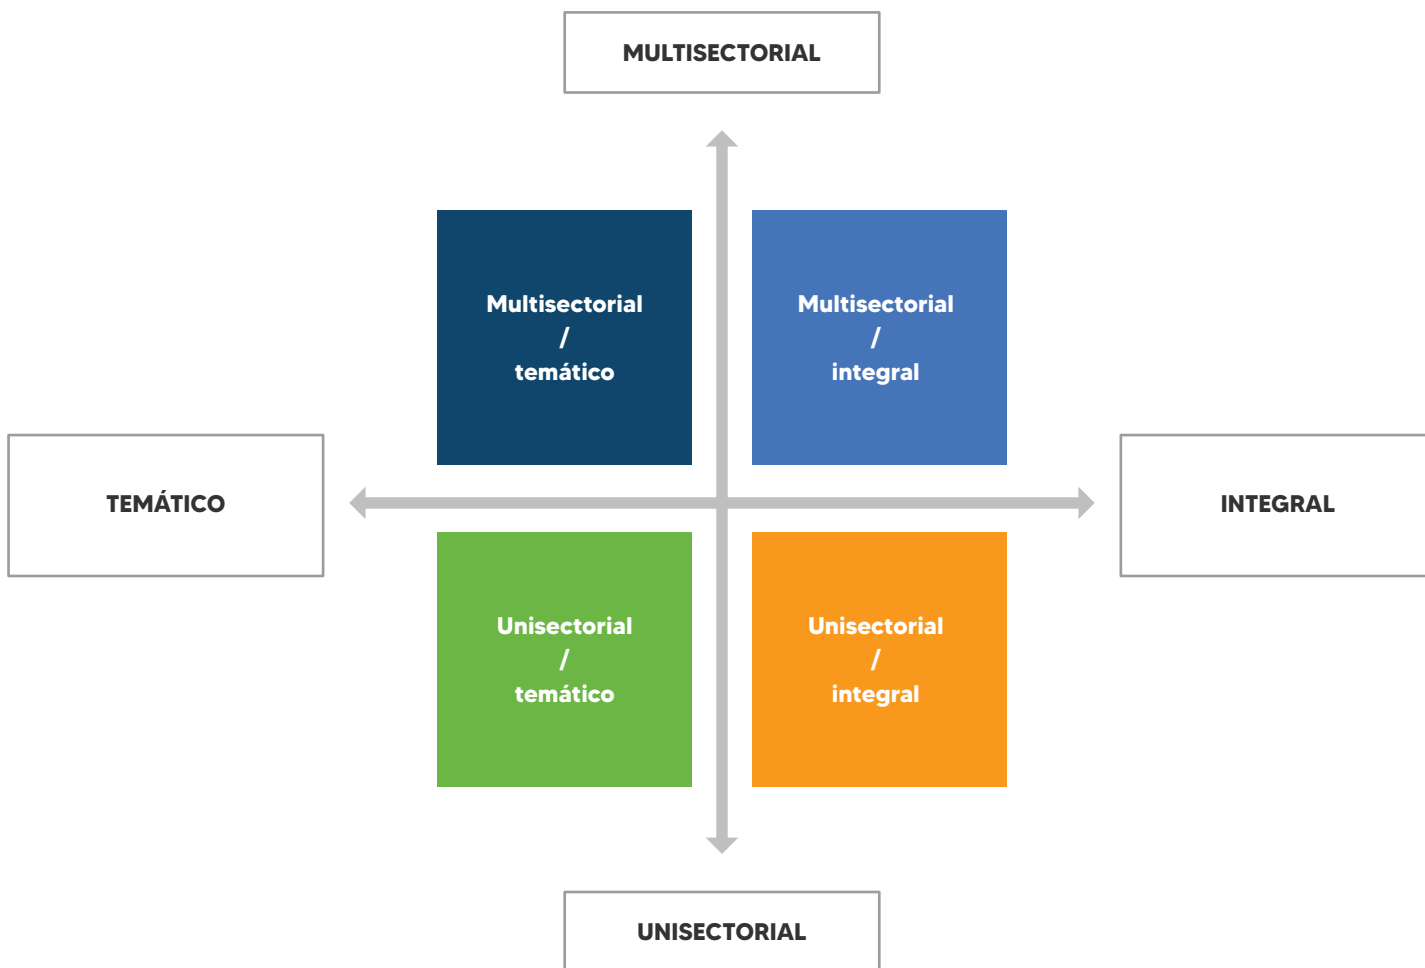 MULTISECTORIAL
Multisectorial
/
temático
Multisectorial
/
integral
TEMÁTICO
INTEGRAL
Unisectorial
/
temático
Unisectorial
/
integral
UNISECTORIAL